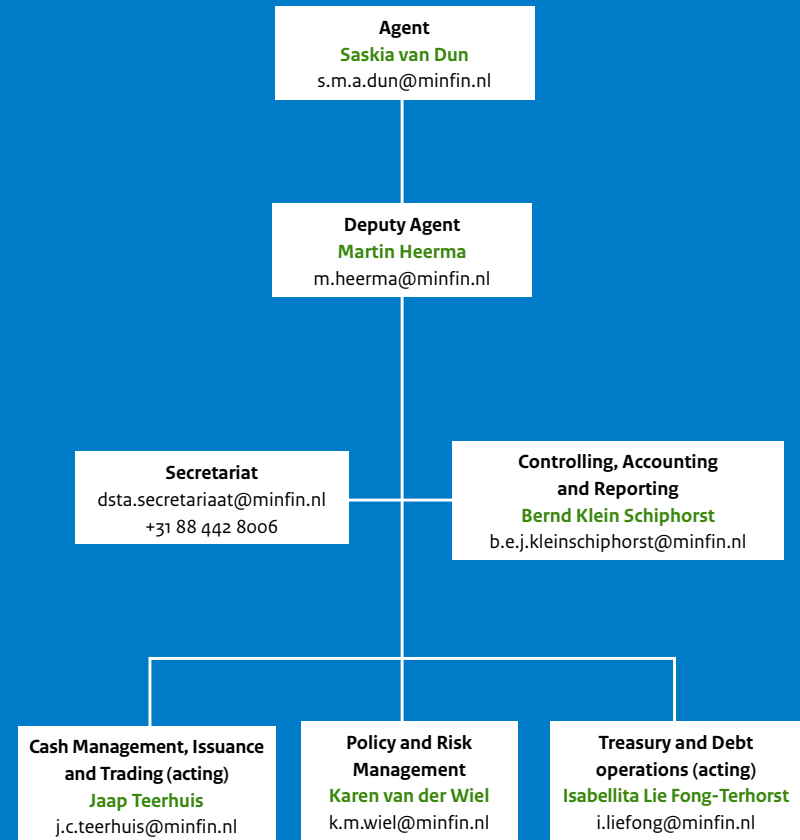 Agent
Saskia van Dun
s.m.a.dun@minfin.nl
Deputy Agent
Martin Heerma
m.heerma@minfin.nl
Secretariat
dsta.secretariaat@minfin.nl
+31 88 442 8006
Controlling, Accounting
and Reporting
Bernd Klein Schiphorst
b.e.j.kleinschiphorst@minfin.nl
Cash Management, Issuance
and Trading (acting)
Jaap Teerhuis
j.c.teerhuis@minfin.nl
Policy and Risk
Management
Karen van der Wiel
k.m.wiel@minfin.nl
Treasury and Debt
operations (acting)
Isabellita Lie Fong-Terhorst
i.liefong@minfin.nl